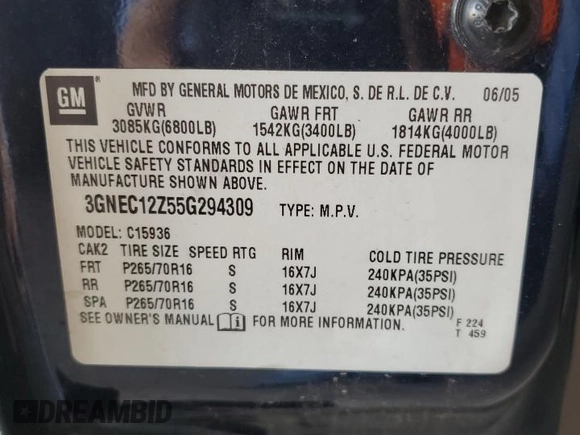 GM ®
MFD BY GENERAL MOTORS DE MEXICO, S. DE R.L. DE C.V. 06/05
GVWR GAWR FRT GAWR RR
3085KG(6800LB) 1542KG(3400LB) 1814KG(4000LB)
THIS VEHICLE CONFORMS TO ALL APPLICABLE U.S. FEDERAL MOTOR
VEHICLE SAFETY STANDARDS IN EFFECT ON THE DATE OF
MANUFACTURE SHOWN ABOVE.
3GNEC12Z55G294309 TYPE: M.P.V.
MODEL: C15936
CAK2 TIRE SIZE SPEED RTG RIM COLD TIRE PRESSURE
FRT P265/70R16 S 16X7J 240KPA(35PSI)
RR P265/70R16 S 16X7J 240KPA(35PSI)
SPA P265/70R16 S 16X7J 240KPA(35PSI)
SEE OWNER'S MANUAL FOR MORE INFORMATION.
F 224
T 459
DREAMBID